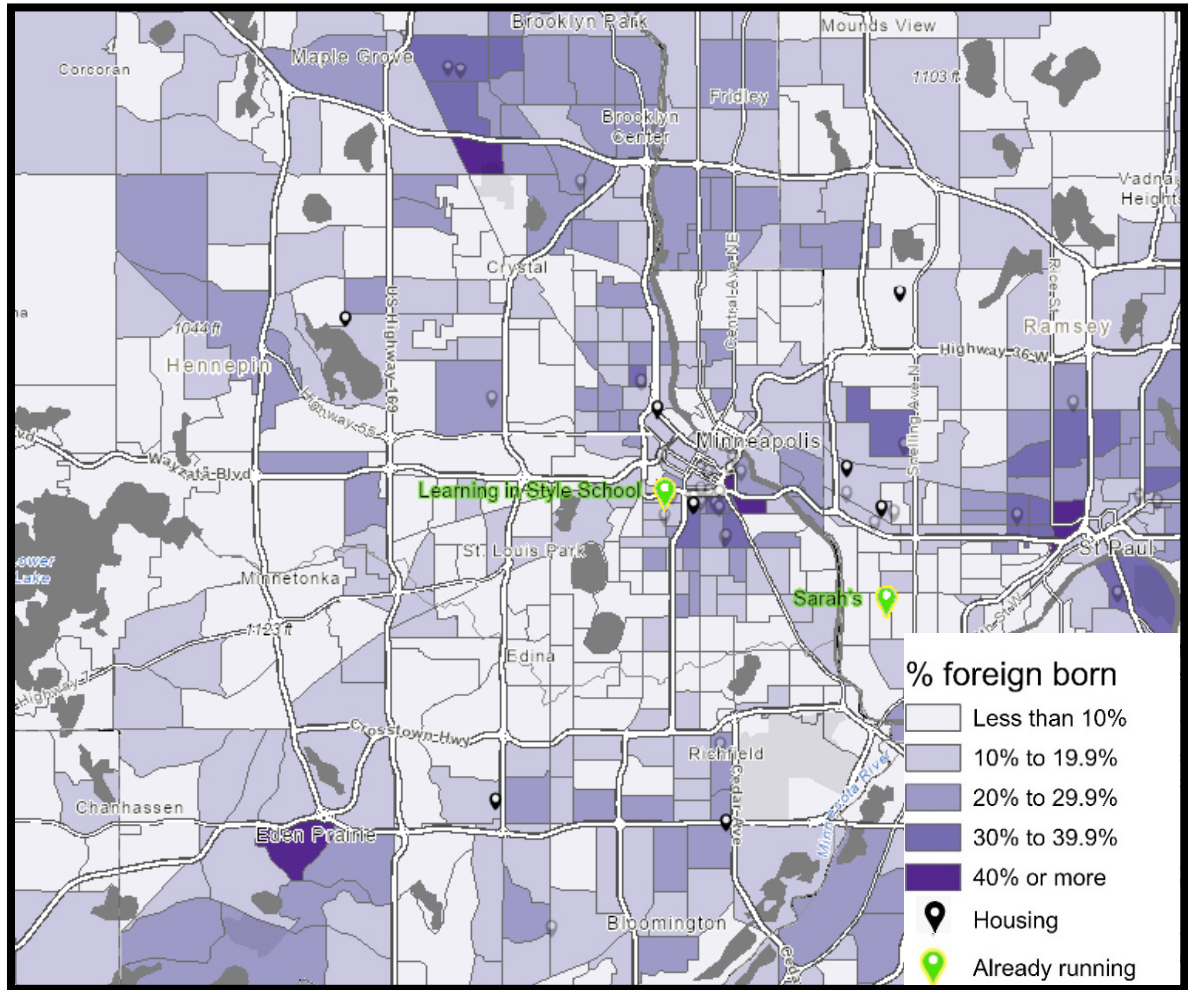 Brooklyn Park
Mounds View
Maple Grove
Corcoran
1103 ft
Fridley
Brooklyn
Center
Vadnai
Heights
Crystal
Central Ave NE
Rice St
US Highway 169
1044 ft
Ramsey
Hennepin
Highway 36 W
Highway 55
Snelling Ave N
Minneapolis
Wayzata Blvd
Learning in Style School
St. Louis Park
St Paul
Lake
Minnetonka
Sarah's
1123 ft
Edina
Highway 7
Crosstown Hwy
Richfield
Cedar Ave
Minnesota River
Chanhassen
Eden Prairie
Bloomington
% foreign born
Less than 10%
10% to 19.9%
20% to 29.9%
30% to 39.9%
40% or more
Housing
Already running